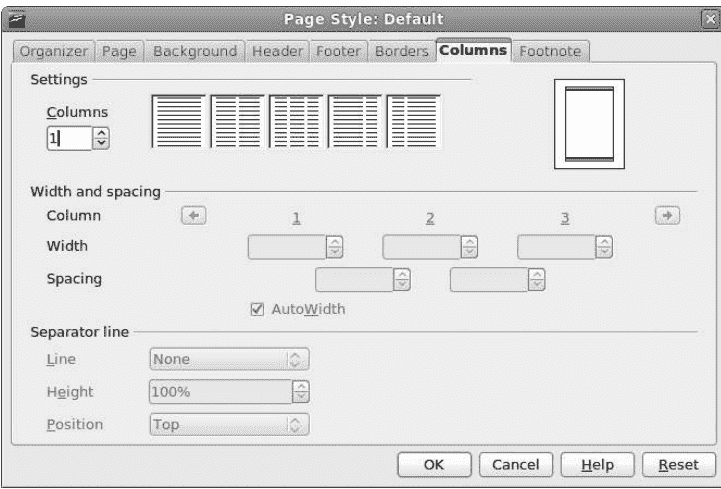 Page Style: Default
Organizer Page Background Header Footer Borders Columns Footnote
Settings
Columns
1
Width and spacing
Column 1 2 3
Width
Spacing
AutoWidth
Separator line
Line None
Height 100%
Position Top
OK Cancel Help Reset